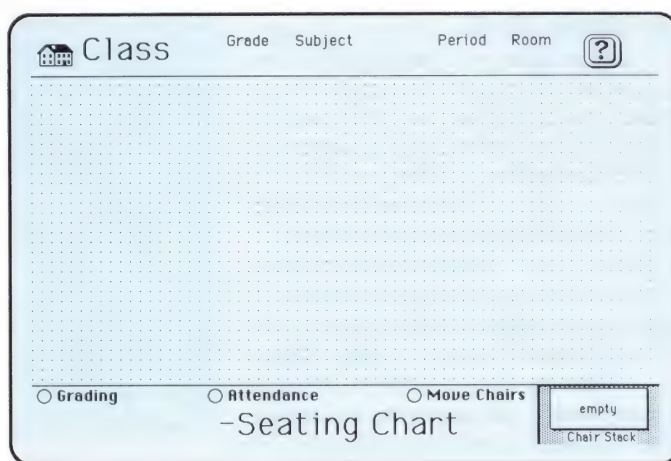 Class Grade Subject Period Room ?
Grading Attendance Move Chairs
empty
-Seating Chart
Chair Stack